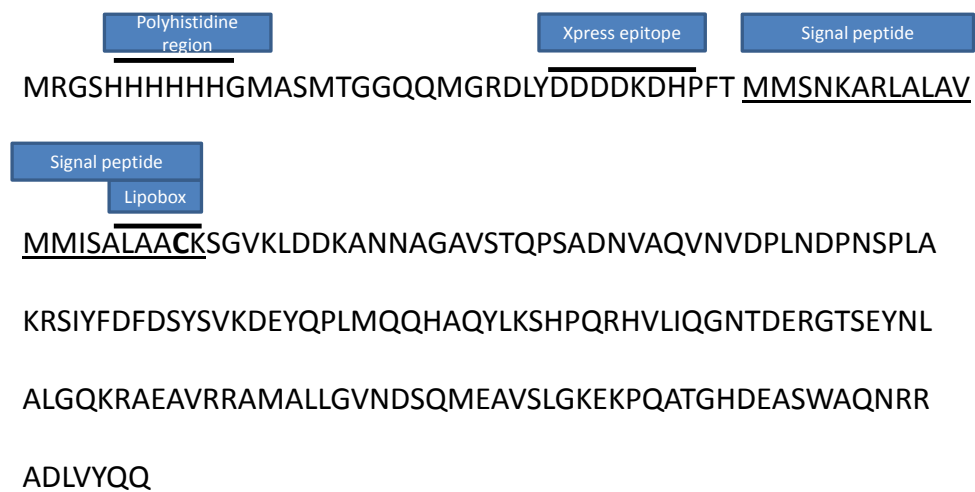 Polyhistidine
region
Xpress epitope
Signal peptide
MRGSHHHHHHGMASMTGGQQMGRDLYDDDDKDHPFT MMSNKARLALAV
Signal peptide
Lipobox
MMISALAACKSGVKLDDKANNAGAVSTQPSADNVAQVNVDPLNDPNSPLA
KRSIYFDFDSYSVKDEYQPLMQQHAQYLKSHPQRHVLIQGNTDERGTSEYNL
ALGQKRAEAVRRAMALLGVNDSQMEAVSLGKEKPQATGHDEASWAQNRR
ADLVYQQ